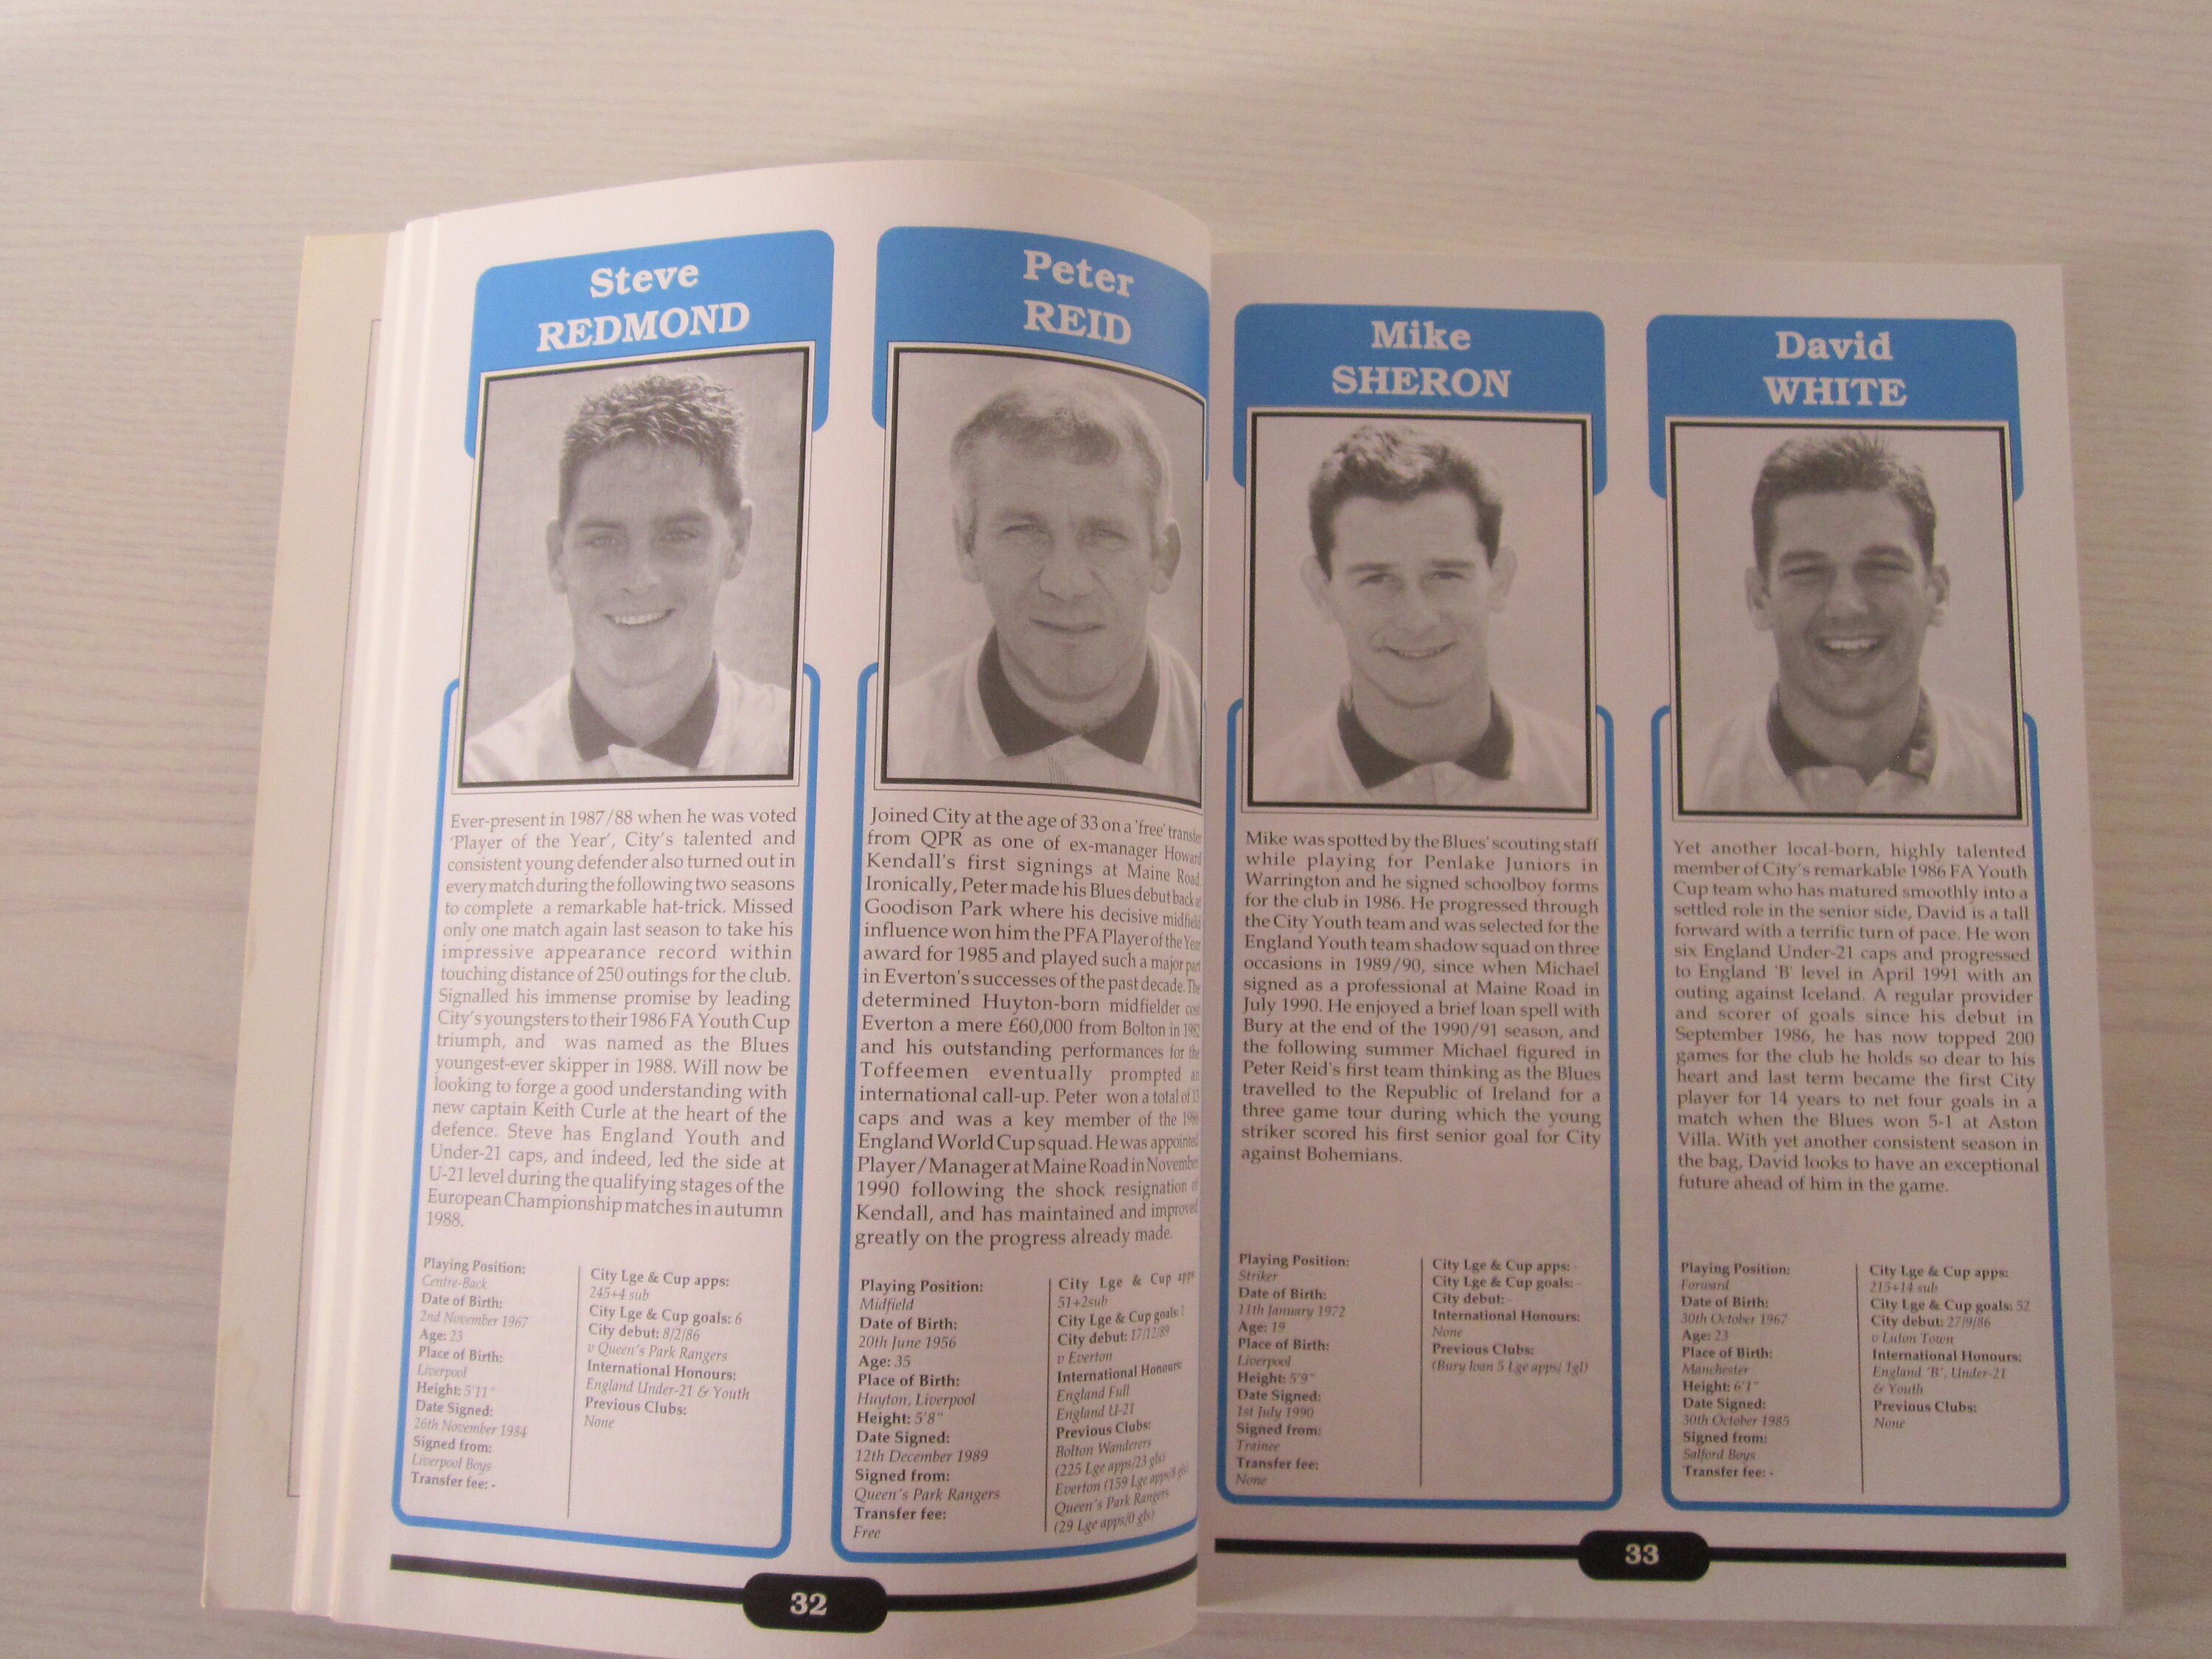 Steve
REDMOND
Ever-present in 1987/88 when he was voted
'Player of the Year', City's talented and
consistent young defender also turned out in
every match during the following two seasons
to complete a remarkable hat-trick. Missed
only one match again last season to take his
impressive appearance record within
touching distance of 250 outings for the club.
Signalled his immense promise by leading
City's youngsters to their 1986 FA Youth Cup
triumph, and was named as the Blues
youngest-ever skipper in 1988. Will now be
looking to forge a good understanding with
new captain Keith Curle at the heart of the
defence. Steve has England Youth and
Under-21 caps, and indeed, led the side at
U-21 level during the qualifying stages of the
European Championship matches in autumn
1988.
Playing Position:
Centre-Back
Date of Birth:
2nd November 1967
Age: 23
Place of Birth:
Liverpool
Height: 5'11"
Date Signed:
26th November 1984
Signed from:
Liverpool Boys
Transfer fee: -
City Lge & Cup apps:
245+4 sub
City Lge & Cup goals: 6
City debut: 8/2/86
v Queen's Park Rangers
International Honours:
England Under-21 & Youth
Previous Clubs:
None
Peter
REID
Joined City at the age of 33 on a 'free' transfer
from QPR as one of ex-manager Howard
Kendall's first signings at Maine Road.
Ironically, Peter made his Blues debut back at
Goodison Park where his decisive midfield
influence won him the PFA Player of the Year
award for 1985 and played such a major part
in Everton's successes of the past decade. The
determined Huyton-born midfielder cost
Everton a mere £60,000 from Bolton in 1982
and his outstanding performances for the
Toffeemen eventually prompted an
international call-up. Peter won a total of 13
caps and was a key member of the 1986
England World Cup squad. He was appointed
Player/Manager at Maine Road in November
1990 following the shock resignation of
Kendall, and has maintained and improved
greatly on the progress already made.
Playing Position:
Midfield
Date of Birth:
20th June 1956
Age: 35
Place of Birth:
Huyton, Liverpool
Height: 5'8"
Date Signed:
12th December 1989
Signed from:
Queen's Park Rangers
Transfer fee:
Free
City Lge & Cup apps
51+2sub
City Lge & Cup goals: 1
City debut: 17/12/89
v Everton
International Honours:
England Full
England U-21
Previous Clubs:
Bolton Wanderers
(225 Lge apps/23 gls)
Everton (159 Lge apps/8 gls)
Queen's Park Rangers
(29 Lge apps/0 gls)
32
Mike
SHERON
Mike was spotted by the Blues' scouting staff
while playing for Penlake Juniors in
Warrington and he signed schoolboy forms
for the club in 1986. He progressed through
the City Youth team and was selected for the
England Youth team shadow squad on three
occasions in 1989/90, since when Michael
signed as a professional at Maine Road in
July 1990. He enjoyed a brief loan spell with
Bury at the end of the 1990/91 season, and
the following summer Michael figured in
Peter Reid's first team thinking as the Blues
travelled to the Republic of Ireland for a
three game tour during which the young
striker scored his first senior goal for City
against Bohemians.
Playing Position:
Striker
Date of Birth:
11th January 1972
Age: 19
Place of Birth:
Liverpool
Height: 5'9"
Date Signed:
1st July 1990
Signed from:
Trainee
Transfer fee:
None
City Lge & Cup apps: -
City Lge & Cup goals: -
City debut: -
International Honours:
None
Previous Clubs:
(Bury loan 5 Lge apps/ 1gl)
David
WHITE
Yet another local-born, highly talented
member of City's remarkable 1986 FA Youth
Cup team who has matured smoothly into a
settled role in the senior side, David is a tall
forward with a terrific turn of pace. He won
six England Under-21 caps and progressed
to England 'B' level in April 1991 with an
outing against Iceland. A regular provider
and scorer of goals since his debut in
September 1986, he has now topped 200
games for the club he holds so dear to his
heart and last term became the first City
player for 14 years to net four goals in a
match when the Blues won 5-1 at Aston
Villa. With yet another consistent season in
the bag, David looks to have an exceptional
future ahead of him in the game.
Playing Position:
Forward
Date of Birth:
30th October 1967
Age: 23
Place of Birth:
Manchester
Height: 6'1"
Date Signed:
30th October 1985
Signed from:
Salford Boys
Transfer fee: -
City Lge & Cup apps:
215+14 sub
City Lge & Cup goals: 52
City debut: 27/9/86
v Luton Town
International Honours:
England 'B', Under-21
& Youth
Previous Clubs:
None
33